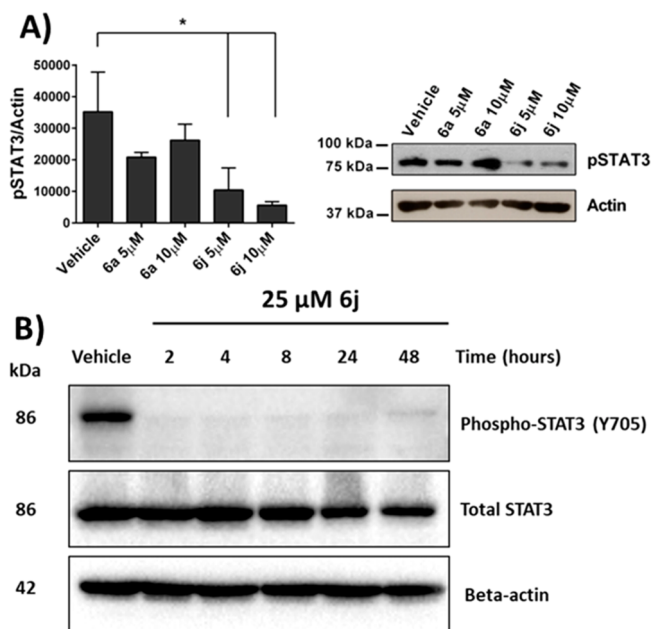 A)
*
pSTAT3/Actin
50000
40000
30000
20000
10000
0
Vehicle
6a 5μM
6a 10μM
6j 5μM
6j 10μM
Vehicle
6a 5μM
6a 10μM
6j 5μM
6j 10μM
100 kDa
75 kDa
pSTAT3
37 kDa
Actin
25 μM 6j
B)
kDa
Vehicle 2 4 8 24 48 Time (hours)
86 Phospho-STAT3 (Y705)
86 Total STAT3
42 Beta-actin